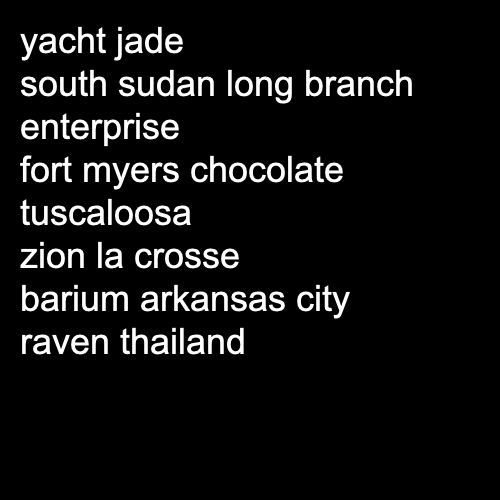 yacht jade
south sudan long branch
enterprise
fort myers chocolate
tuscaloosa
zion la crosse
barium arkansas city
raven thailand